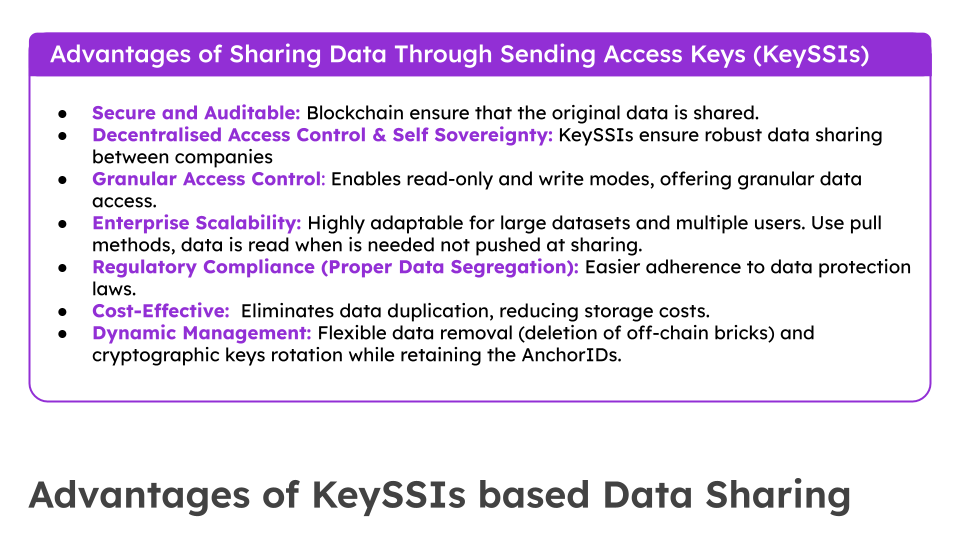 Advantages of Sharing Data Through Sending Access Keys (KeySSIs)
● Secure and Auditable: Blockchain ensure that the original data is shared.
● Decentralised Access Control & Self Sovereignty: KeySSIs ensure robust data sharing
between companies
● Granular Access Control: Enables read-only and write modes, offering granular data
access.
● Enterprise Scalability: Highly adaptable for large datasets and multiple users. Use pull
methods, data is read when is needed not pushed at sharing.
● Regulatory Compliance (Proper Data Segregation): Easier adherence to data protection
laws.
● Cost-Effective:  Eliminates data duplication, reducing storage costs.
● Dynamic Management: Flexible data removal (deletion of off-chain bricks) and
cryptographic keys rotation while retaining the AnchorIDs.
Advantages of KeySSIs based Data Sharing